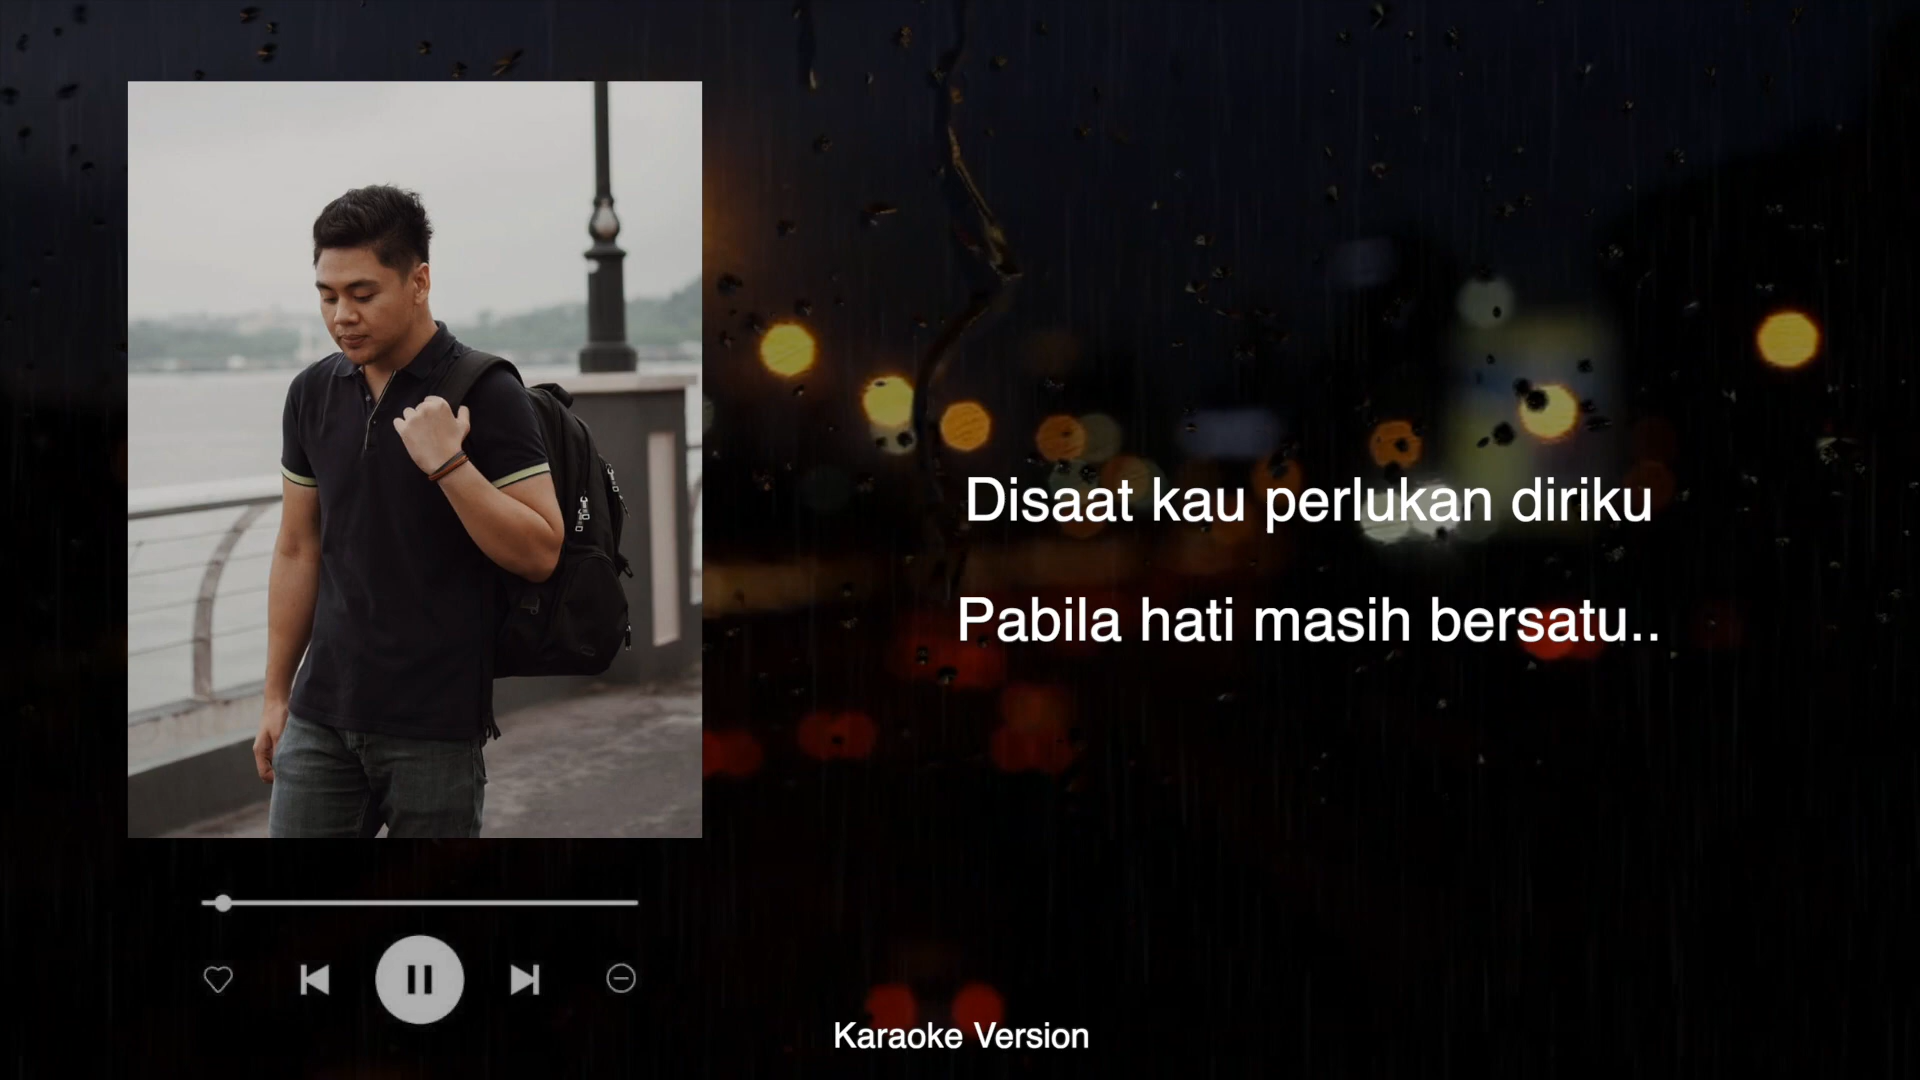 Disaat kau perlukan diriku
Pabila hati masih bersatu..
Karaoke Version